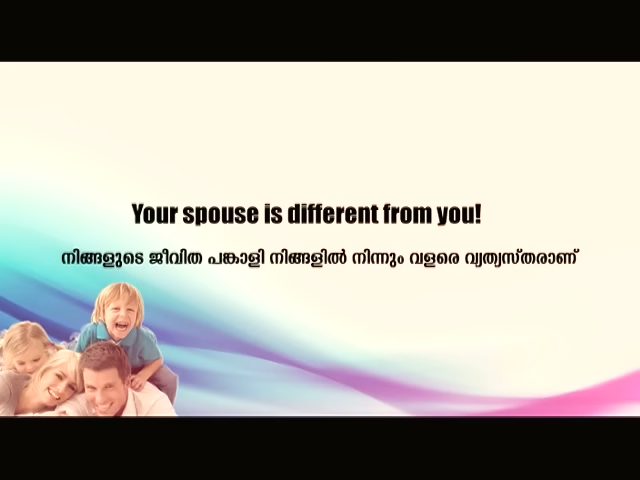 Your spouse is different from you!
നിങ്ങളുടെ ജീവിത പങ്കാളി നിങ്ങളിൽ നിന്നും വളരെ വ്യത്യസ്തരാണ്